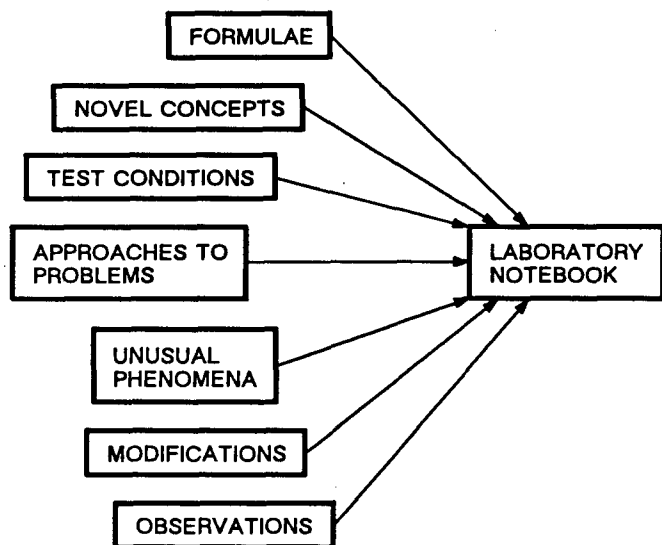 FORMULAE
NOVEL CONCEPTS
TEST CONDITIONS
APPROACHES TO
PROBLEMS
LABORATORY
NOTEBOOK
UNUSUAL
PHENOMENA
MODIFICATIONS
OBSERVATIONS